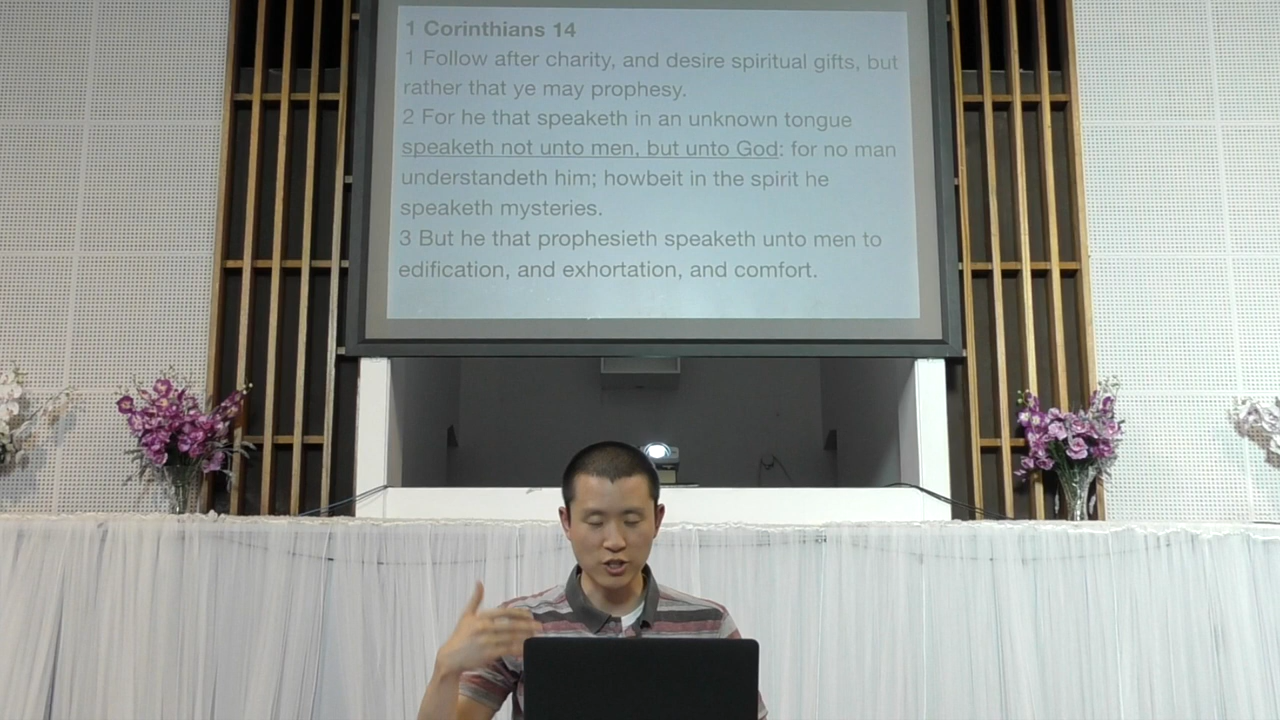 1 Corinthians 14
1 Follow after charity, and desire spiritual gifts, but
rather that ye may prophesy.
2 For he that speaketh in an unknown tongue
speaketh not unto men, but unto God: for no man
understandeth him; howbeit in the spirit he
speaketh mysteries.
3 But he that prophesieth speaketh unto men to
edification, and exhortation, and comfort.